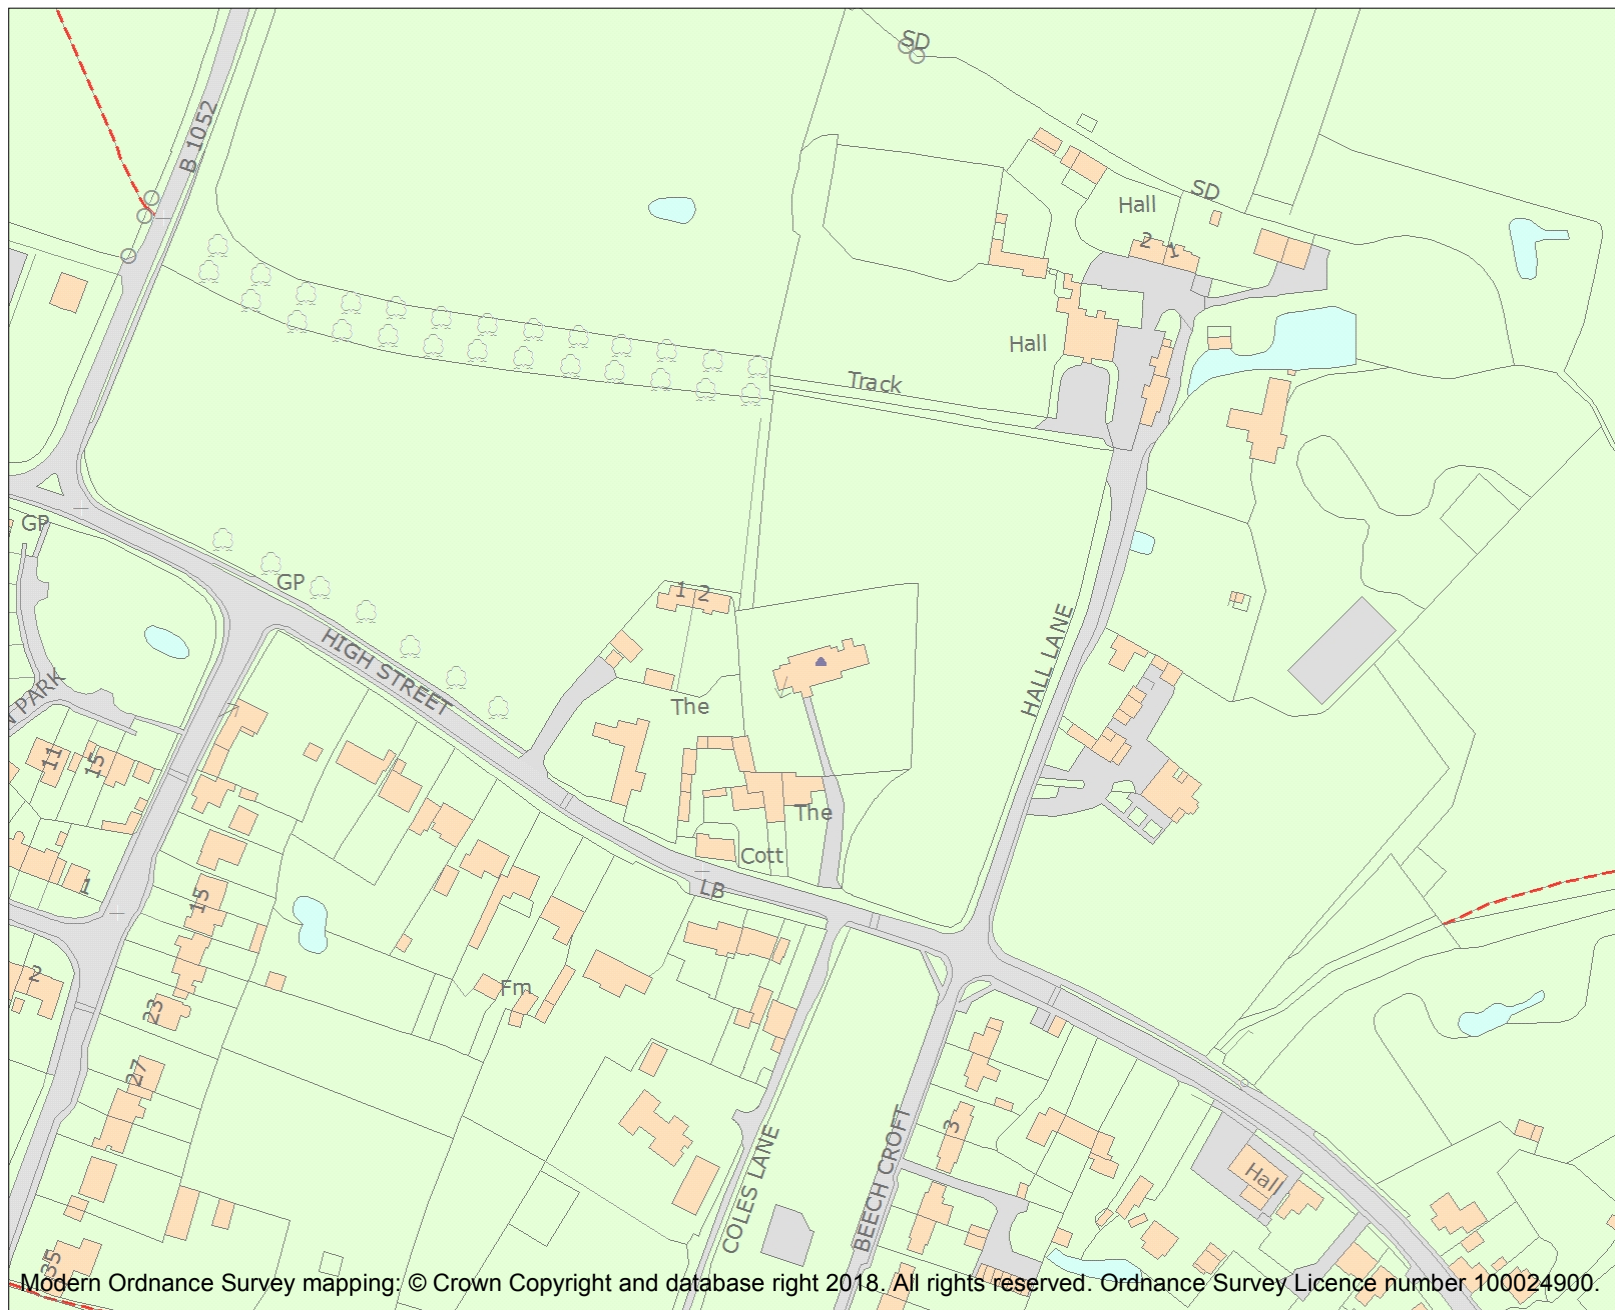 SD
B 1052
SD
Hall
2
1
Hall
Track
GP
GP
1
2
HIGH STREET
HALL LANE
N PARK
The
11
15
The
Cott
1
LB
15
2
Fm
23
27
3
COLES LANE
BEECH CROFT
Hall
35
Modern Ordnance Survey mapping: © Crown Copyright and database right 2018. All rights reserved. Ordnance Survey Licence number 100024900.